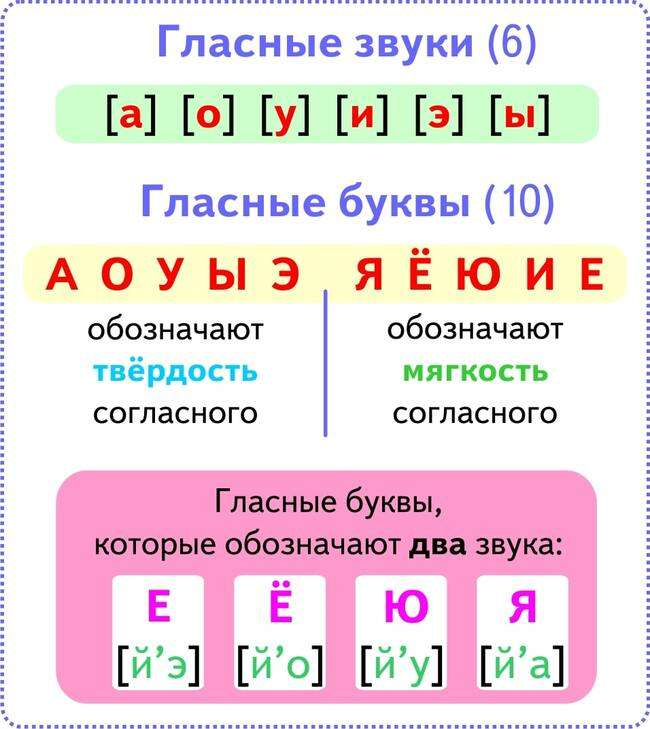 Гласные звуки (6)
[а] [о] [у] [и] [э] [ы]
Гласные буквы (10)
А О У Ы Э Я Ё Ю И Е
обозначают
твёрдость
согласного
обозначают
мягкость
согласного
Гласные буквы,
которые обозначают два звука:
Е Ё Ю Я
[й’э] [й’о] [й’у] [й’а]